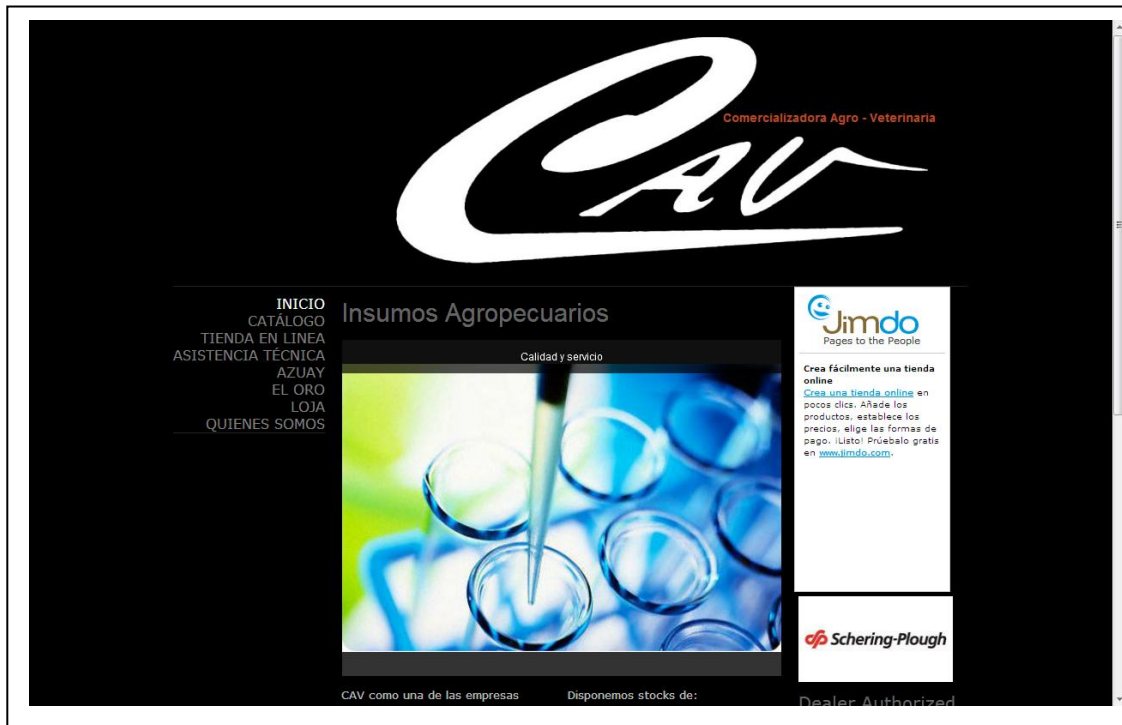 Comercializadora Agro - Veterinaria
CAV
INICIO
CATÁLOGO
TIENDA EN LINEA
ASISTENCIA TÉCNICA
AZUAY
EL ORO
LOJA
QUIENES SOMOS
Insumos Agropecuarios
Calidad y servicio
CAV como una de las empresas
Disponemos stocks de:
Jimdo
Pages to the People
Crea fácilmente una tienda
online
Crea una tienda online en
pocos clics. Añade los
productos, establece los
precios, elige las formas de
pago. ¡Listo! Prúebalo gratis
en www.jimdo.com.
Schering-Plough
Dealer Authorized